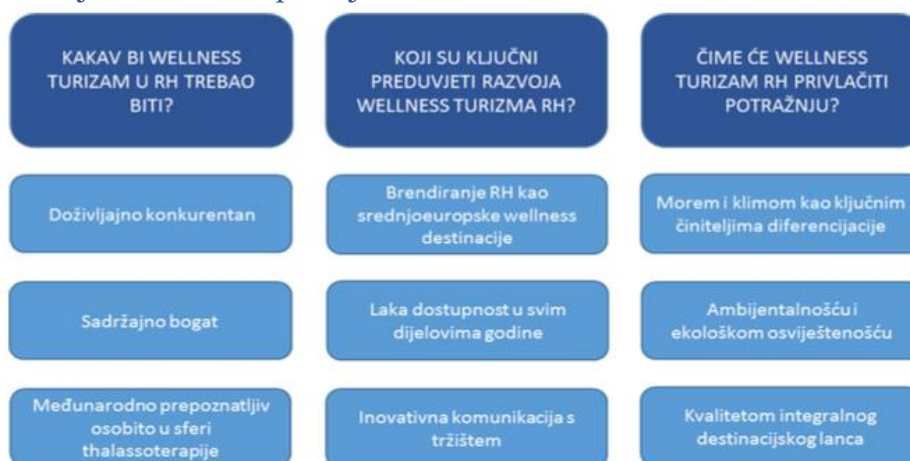 KAKAV BI WELLNESS
TURIZAM U RH TREBAO
BITI?
Doživljajno konkurentan
Sadržajno bogat
Međunarodno prepoznatljiv
osobito u sferi
thalassoterapije
KOJI SU KLJUČNI
PREDUVJETI RAZVOJA
WELLNESS TURIZMA RH?
Brendiranje RH kao
srednjoeuropske wellness
destinacije
Laka dostupnost u svim
dijelovima godine
Inovativna komunikacija s
tržištem
ČIME ĆE WELLNESS
TURIZAM RH PRIVLAČITI
POTRAŽNJU?
Morem i klimom kao ključnim
činiteljima diferencijacije
Ambijentalnošću i
ekološkom osviještenošću
Kvalitetom integralnog
destinacijskog lanca